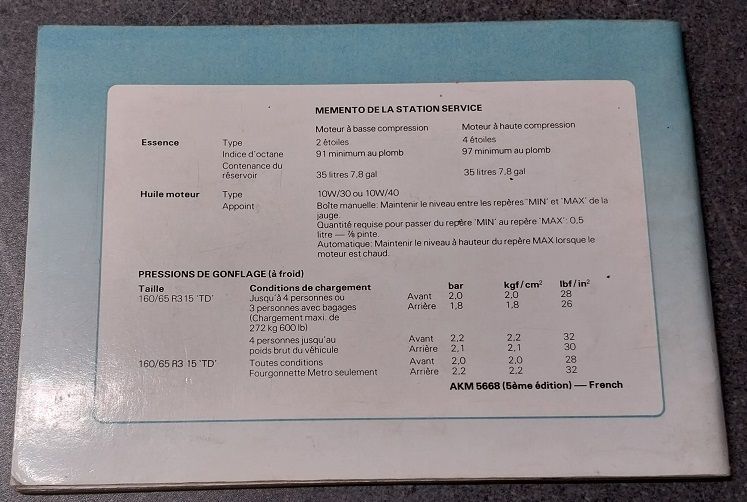 MEMENTO DE LA STATION SERVICE
Moteur à basse compression Moteur à haute compression
Essence Type 2 étoiles 4 étoiles
Indice d'octane 91 minimum au plomb 97 minimum au plomb
Contenance du
réservoir 35 litres 7,8 gal 35 litres 7,8 gal
Huile moteur Type 10W/30 ou 10W/40
Appoint Boîte manuelle: Maintenir le niveau entre les repères 'MIN' et 'MAX' de la
jauge.
Quantité requise pour passer du repère 'MIN' au repère 'MAX': 0,5
litre — ⅞ pinte.
Automatique: Maintenir le niveau à hauteur du repère MAX lorsque le
moteur est chaud.
PRESSIONS DE GONFLAGE (à froid)
Taille Conditions de chargement bar kgf/cm² lbf/in²
160/65 R315 'TD' Jusqu'à 4 personnes ou Avant 2,0 2,0 28
3 personnes avec bagages Arrière 1,8 1,8 26
(Chargement maxi. de
272 kg 600 lb)
4 personnes jusqu'au Avant 2,2 2,2 32
poids brut du véhicule Arrière 2,1 2,1 30
160/65 R3 15 'TD' Toutes conditions Avant 2,0 2,0 28
Fourgonnette Metro seulement Arrière 2,2 2,2 32
AKM 5668 (5ème édition) — French